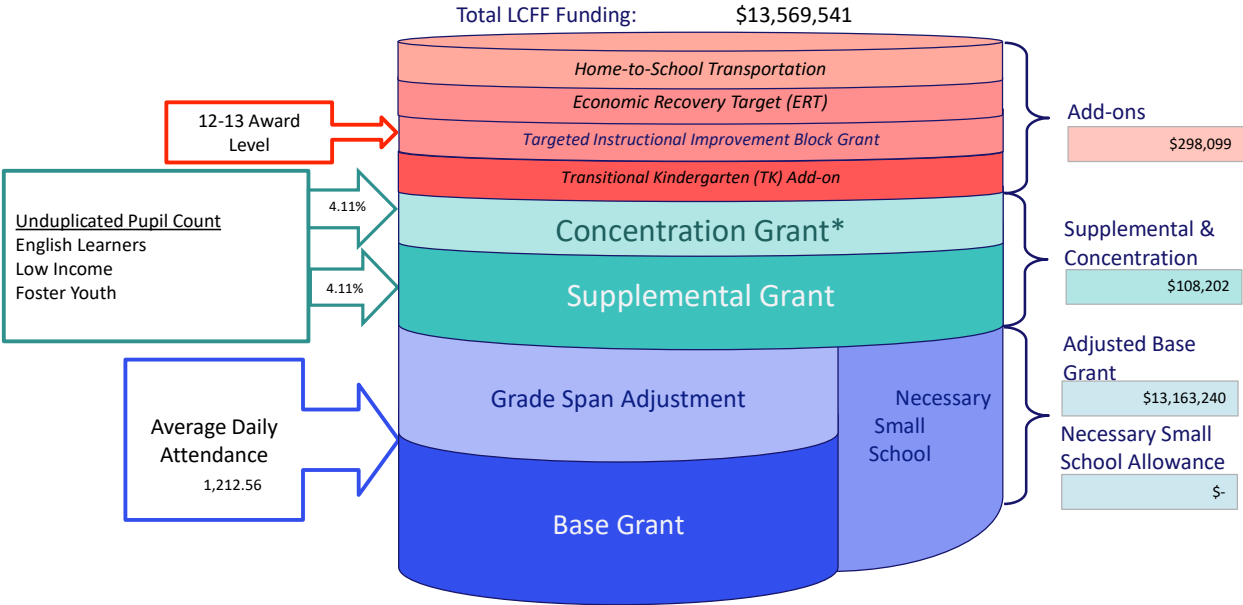 Total LCFF Funding: $13,569,541
Home-to-School Transportation
Economic Recovery Target (ERT)
Targeted Instructional Improvement Block Grant
Transitional Kindergarten (TK) Add-on
Concentration Grant*
Supplemental Grant
Grade Span Adjustment
Base Grant
Necessary
Small
School
12-13 Award
Level
Unduplicated Pupil Count
English Learners
Low Income
Foster Youth
4.11%
4.11%
Average Daily
Attendance
1,212.56
Add-ons
$298,099
Supplemental &
Concentration
$108,202
Adjusted Base
Grant
$13,163,240
Necessary Small
School Allowance
$-